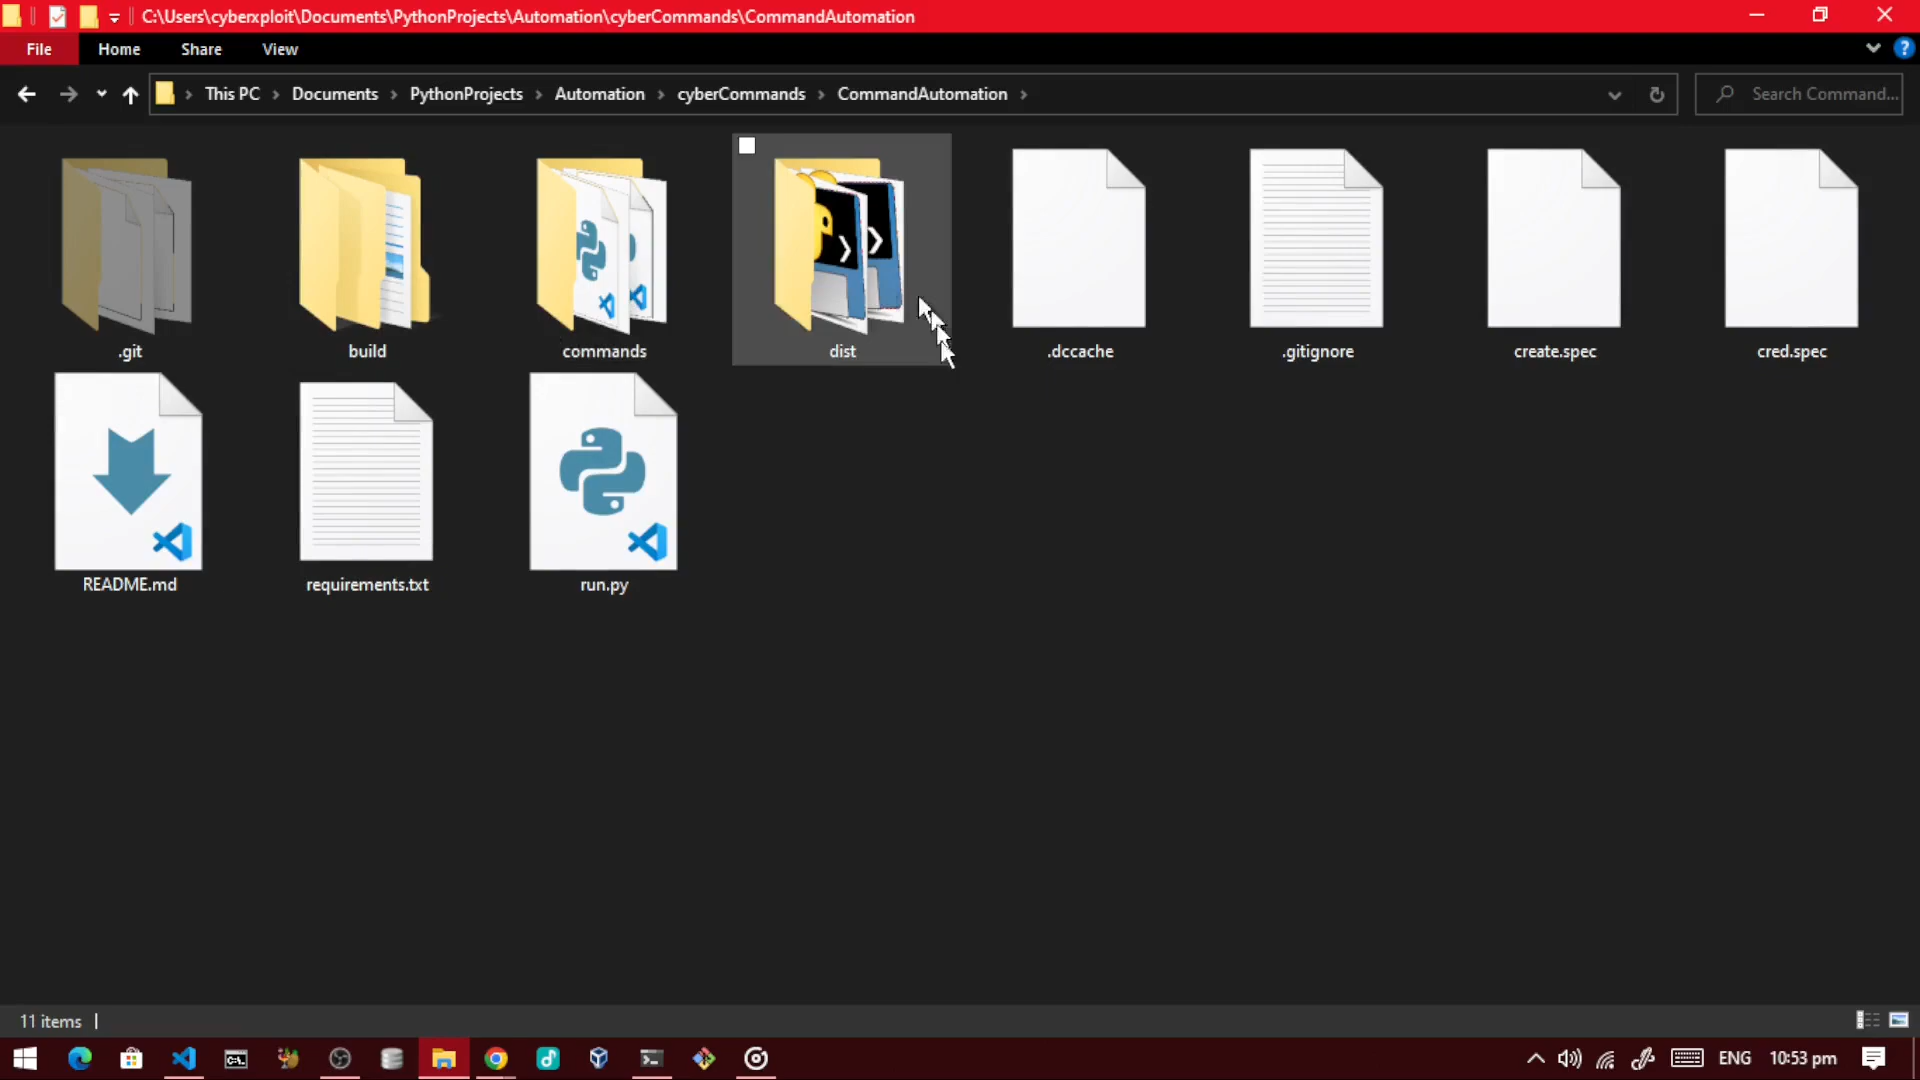 C:\Users\cyberxploit\Documents\PythonProjects\Automation\cyberCommands\CommandAutomation
File Home Share View
This PC > Documents > PythonProjects > Automation > cyberCommands > CommandAutomation >
Search Command...
.git build commands dist .dccache .gitignore create.spec cred.spec
README.md requirements.txt run.py
11 items
ENG 10:53 pm